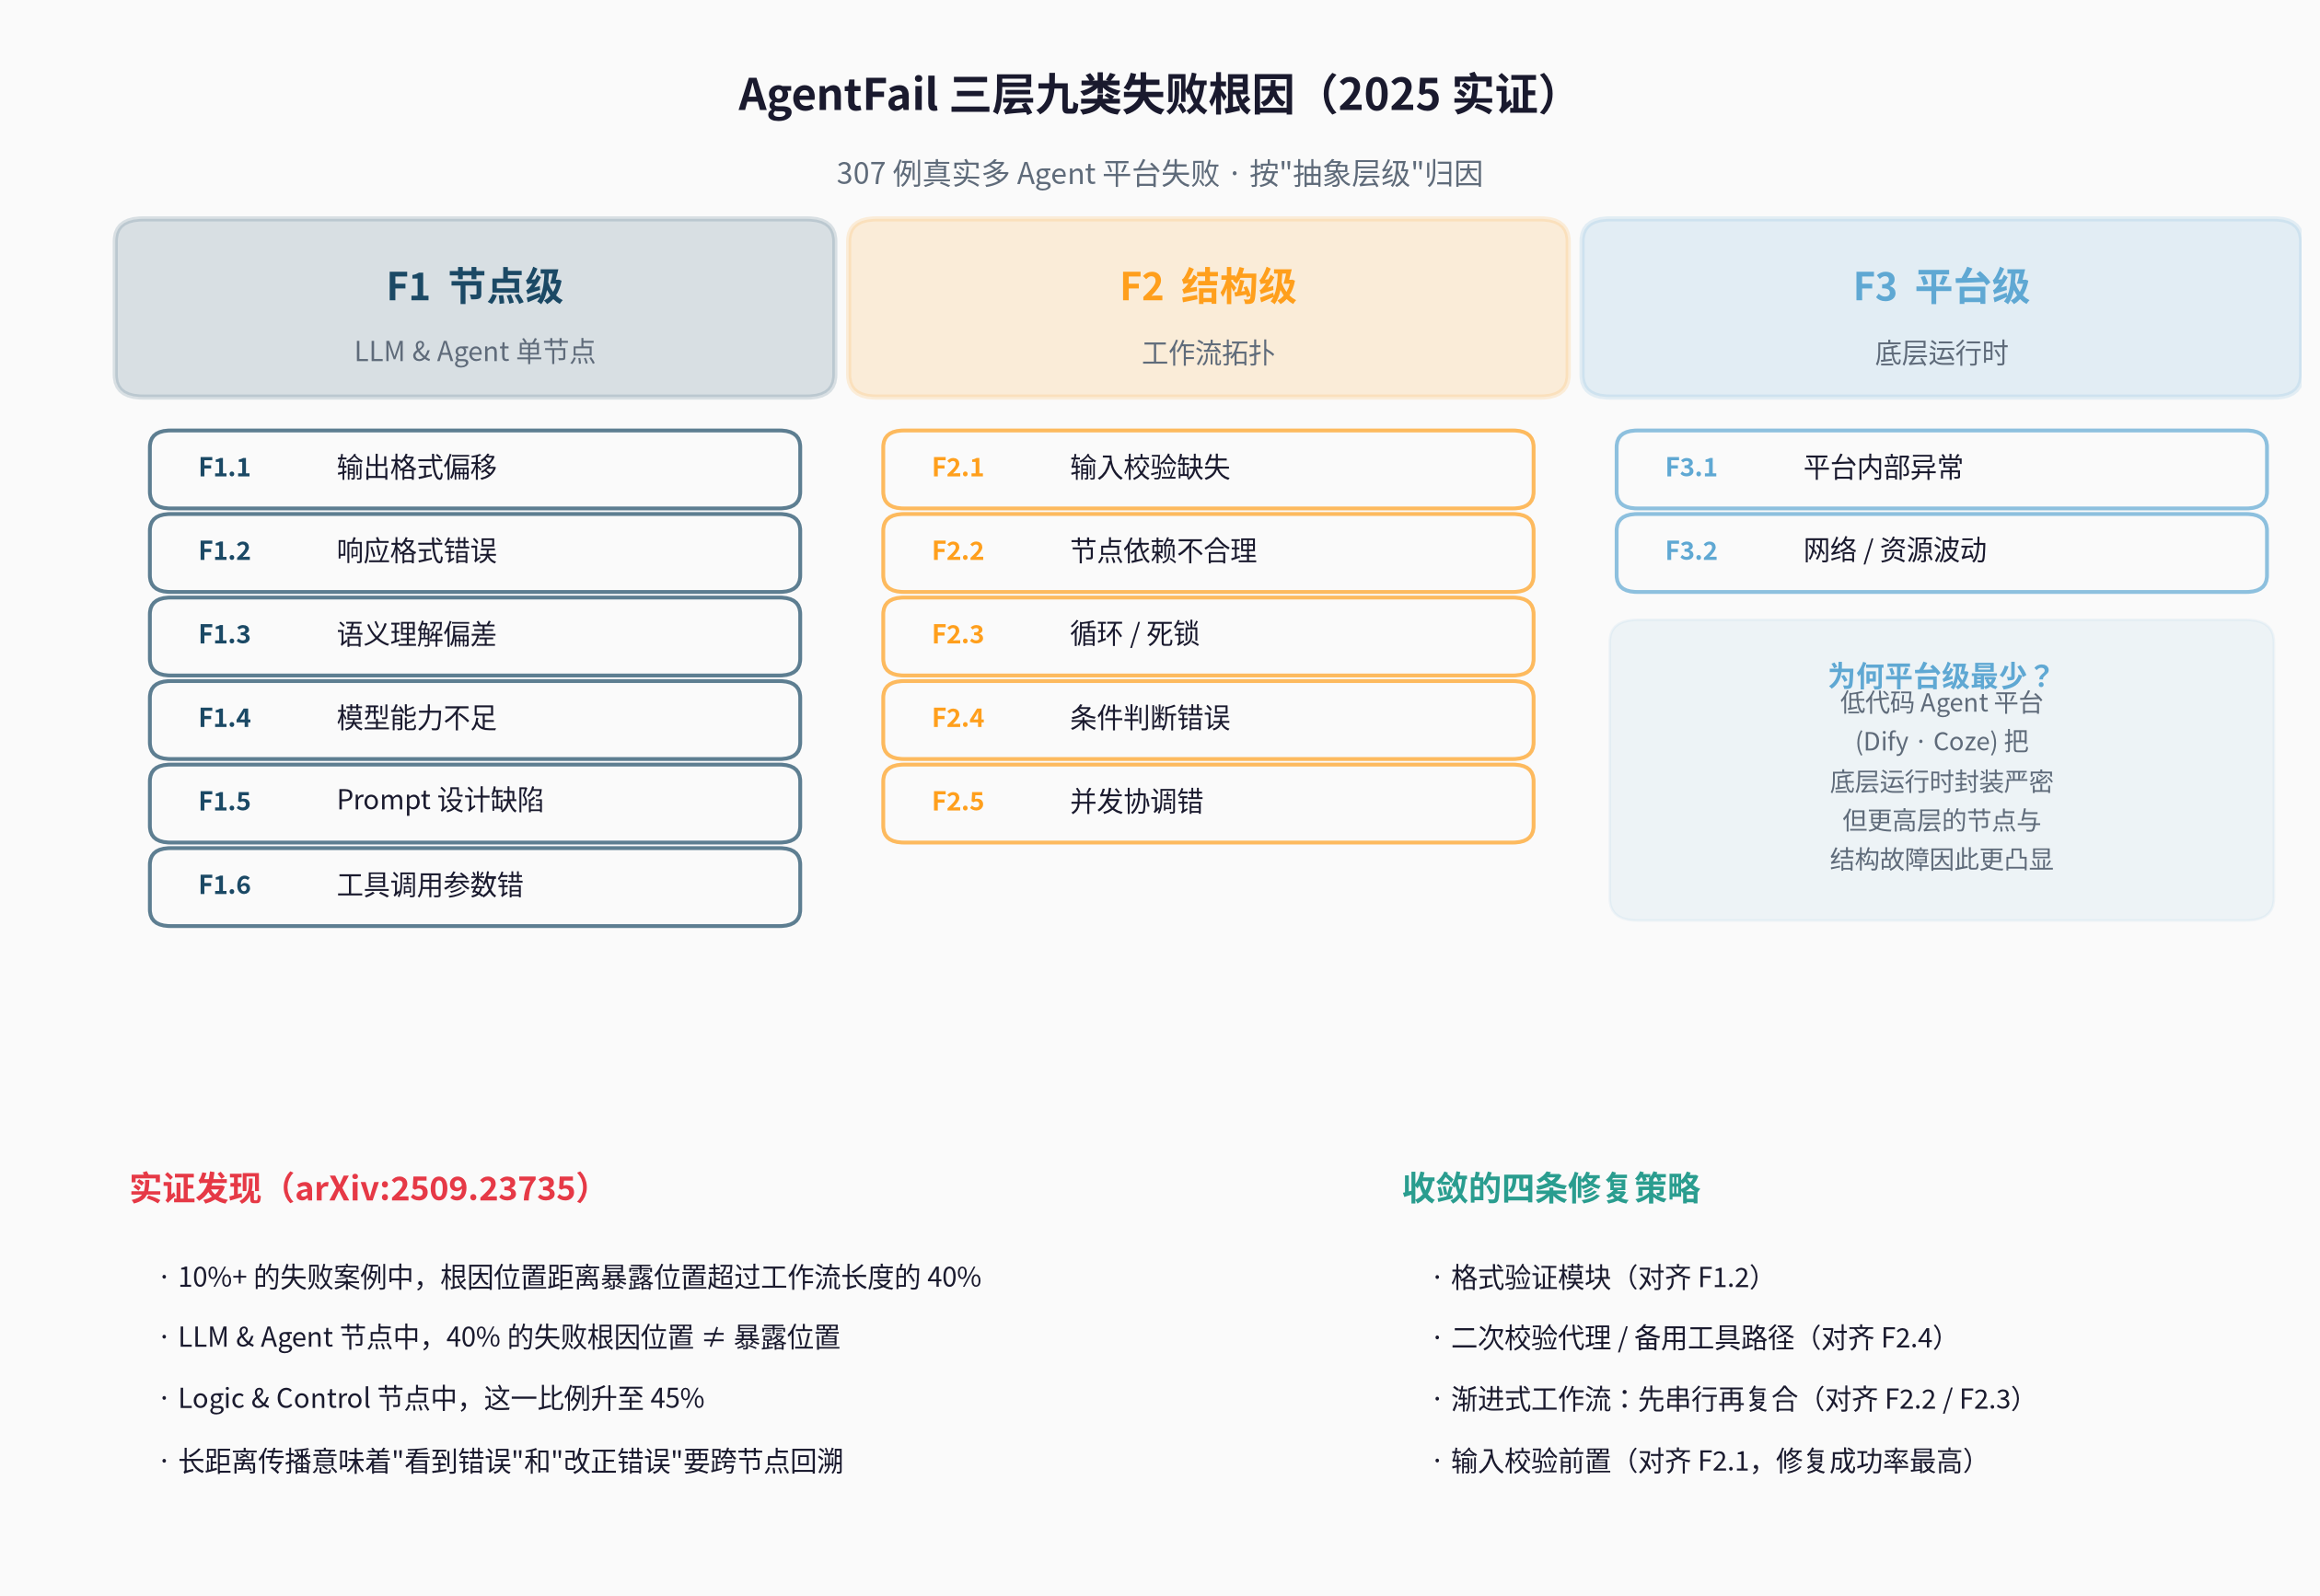 AgentFail 三层九类失败根因（2025 实证）
307 例真实多 Agent 平台失败 · 按"抽象层级"归因
F1 节点级
LLM & Agent 单节点
F1.1 输出格式偏移
F1.2 响应格式错误
F1.3 语义理解偏差
F1.4 模型能力不足
F1.5 Prompt 设计缺陷
F1.6 工具调用参数错
F2 结构级
工作流拓扑
F2.1 输入校验缺失
F2.2 节点依赖不合理
F2.3 循环 / 死锁
F2.4 条件判断错误
F2.5 并发协调错
F3 平台级
底层运行时
F3.1 平台内部异常
F3.2 网络 / 资源波动
为何平台级最少？
低代码 Agent 平台
(Dify · Coze) 把
底层运行时封装严密
但更高层的节点与
结构故障因此更凸显
实证发现（arXiv:2509.23735）
· 10%+ 的失败案例中，根因位置距离暴露位置超过工作流长度的 40%
· LLM & Agent 节点中，40% 的失败根因位置 ≠ 暴露位置
· Logic & Control 节点中，这一比例升至 45%
· 长距离传播意味着"看到错误"和"改正错误"要跨节点回溯
收敛的四条修复策略
· 格式验证模块（对齐 F1.2）
· 二次校验代理 / 备用工具路径（对齐 F2.4）
· 渐进式工作流：先串行再复合（对齐 F2.2 / F2.3）
· 输入校验前置（对齐 F2.1，修复成功率最高）